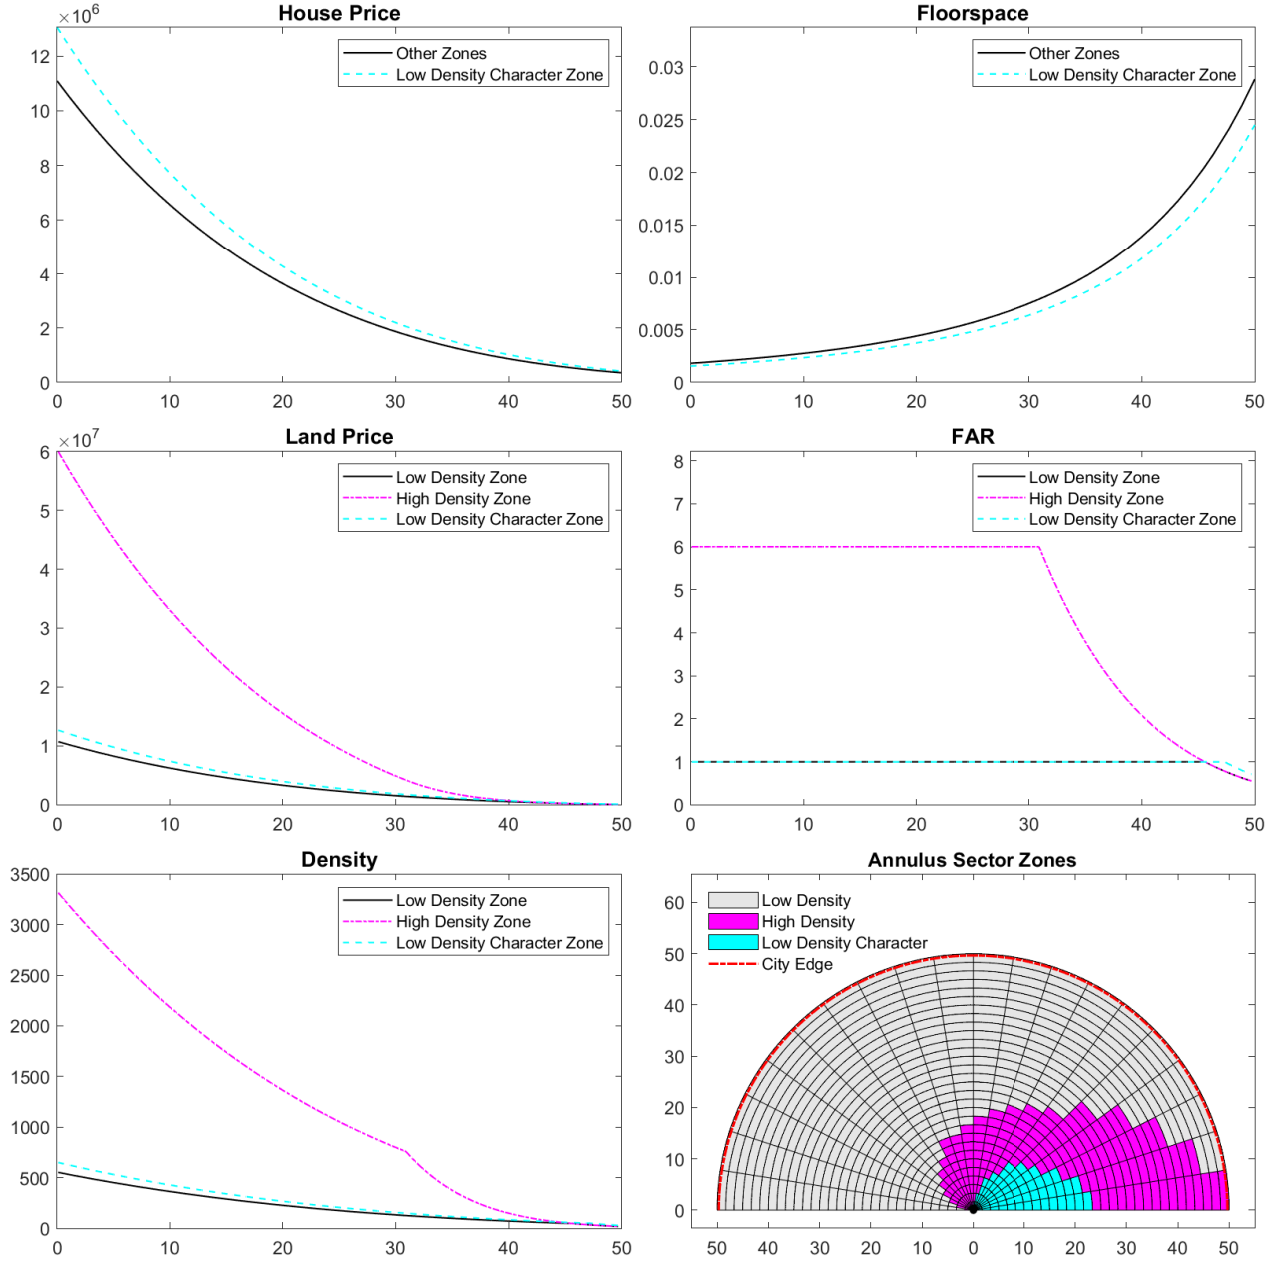 House Price
×10^6
Other Zones
Low Density Character Zone
12
10
8
6
4
2
0
0 10 20 30 40 50
Floorspace
Other Zones
Low Density Character Zone
0.03
0.025
0.02
0.015
0.01
0.005
0
0 10 20 30 40 50
Land Price
×10^7
Low Density Zone
High Density Zone
Low Density Character Zone
6
5
4
3
2
1
0
0 10 20 30 40 50
FAR
Low Density Zone
High Density Zone
Low Density Character Zone
8
7
6
5
4
3
2
1
0
0 10 20 30 40 50
Density
Low Density Zone
High Density Zone
Low Density Character Zone
3500
3000
2500
2000
1500
1000
500
0
0 10 20 30 40 50
Annulus Sector Zones
Low Density
High Density
Low Density Character
City Edge
60
50
40
30
20
10
0
50 40 30 20 10 0 10 20 30 40 50